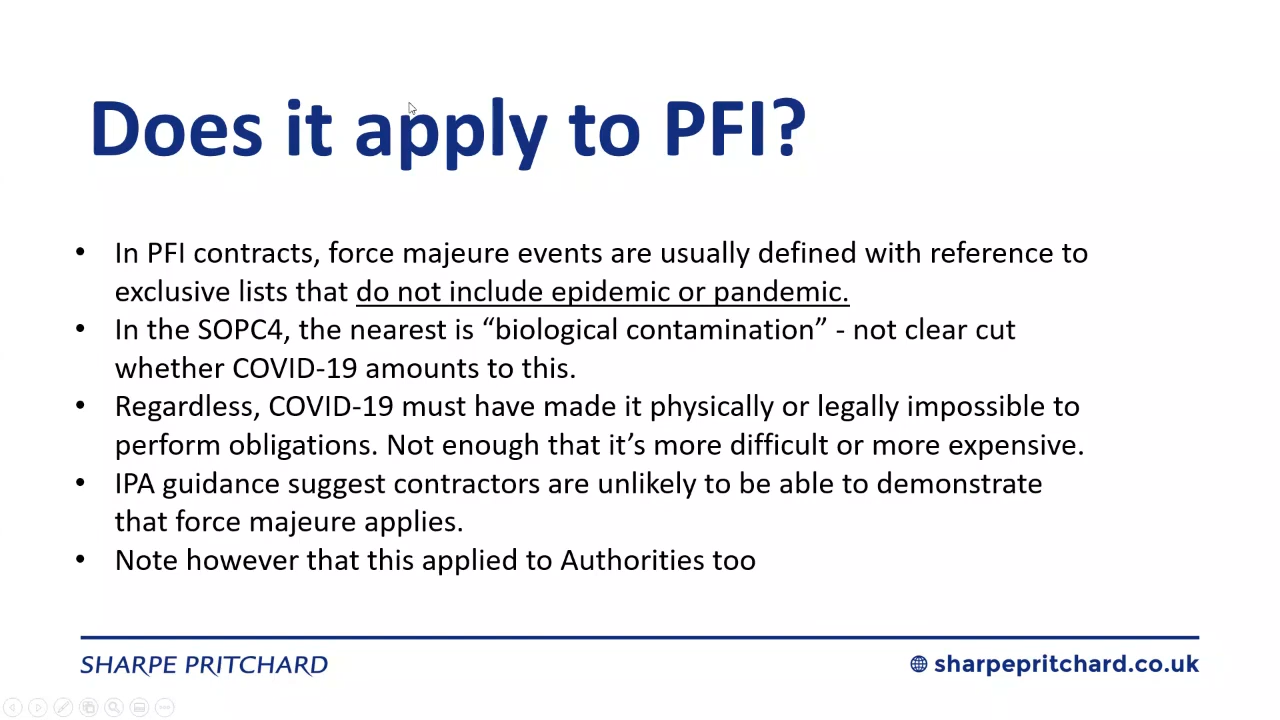 Does it apply to PFI?
• In PFI contracts, force majeure events are usually defined with reference to
exclusive lists that do not include epidemic or pandemic.
• In the SOPC4, the nearest is “biological contamination” - not clear cut
whether COVID-19 amounts to this.
• Regardless, COVID-19 must have made it physically or legally impossible to
perform obligations. Not enough that it’s more difficult or more expensive.
• IPA guidance suggest contractors are unlikely to be able to demonstrate
that force majeure applies.
• Note however that this applied to Authorities too
SHARPE PRITCHARD
sharpepritchard.co.uk